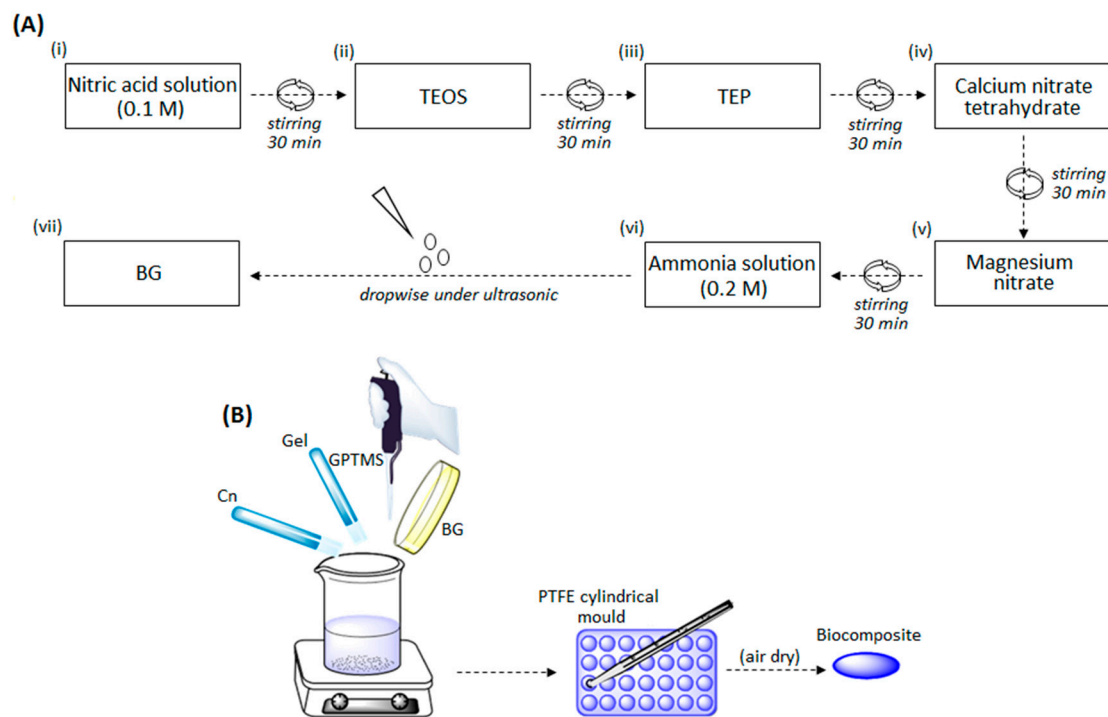 (A)
(i)
Nitric acid solution
(0.1 M)
stirring
30 min
(ii)
TEOS
stirring
30 min
(iii)
TEP
stirring
30 min
(iv)
Calcium nitrate
tetrahydrate
stirring
30 min
(v)
Magnesium
nitrate
stirring
30 min
(vi)
Ammonia solution
(0.2 M)
dropwise under ultrasonic
(vii)
BG
(B)
Cn
Gel
GPTMS
BG
PTFE cylindrical
mould
(air dry)
Biocomposite